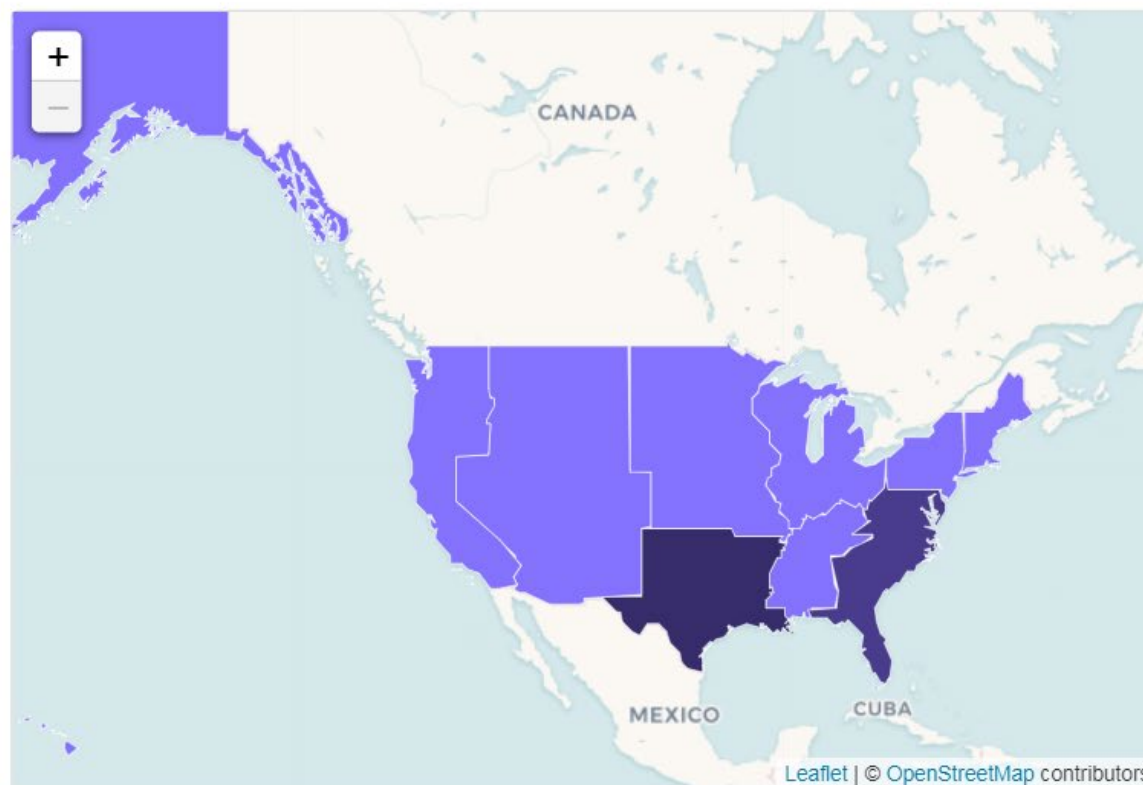 +
−
CANADA
MEXICO
CUBA
Leaflet | © OpenStreetMap contributors